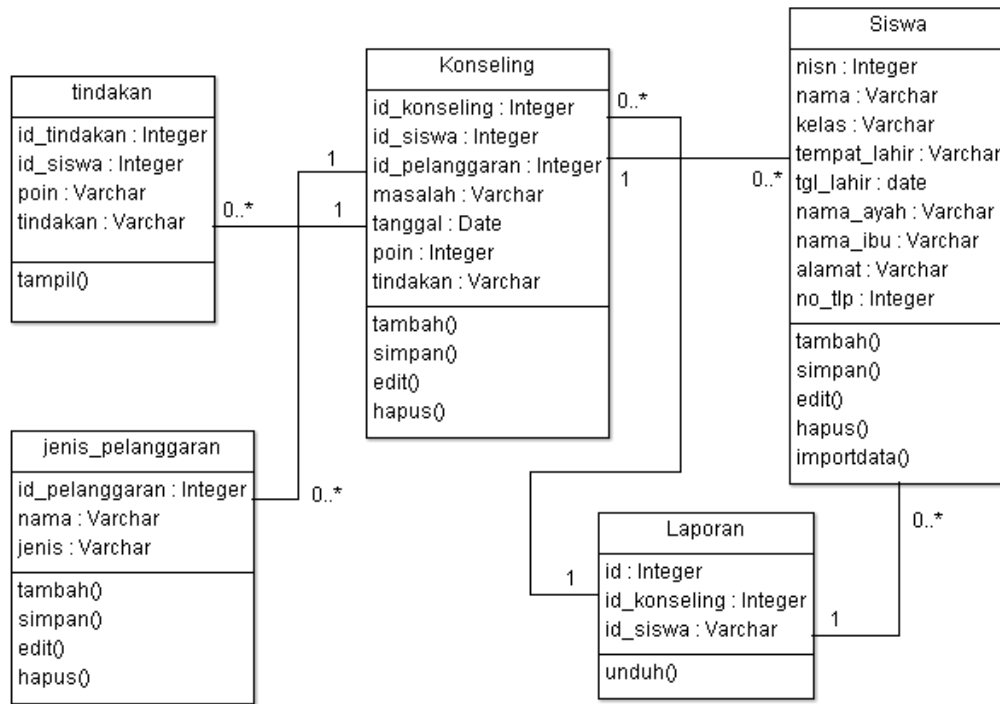 tindakan
id_tindakan : Integer
id_siswa : Integer
poin : Varchar
tindakan : Varchar
tampil()
0..*
1
1
Konseling
id_konseling : Integer
id_siswa : Integer
id_pelanggaran : Integer
masalah : Varchar
tanggal : Date
poin : Integer
tindakan : Varchar
tambah()
simpan()
edit()
hapus()
0..*
1
0..*
Siswa
nisn : Integer
nama : Varchar
kelas : Varchar
tempat_lahir : Varchar
tgl_lahir : date
nama_ayah : Varchar
nama_ibu : Varchar
alamat : Varchar
no_tlp : Integer
tambah()
simpan()
edit()
hapus()
importdata()
0..*
jenis_pelanggaran
id_pelanggaran : Integer
nama : Varchar
jenis : Varchar
tambah()
simpan()
edit()
hapus()
0..*
1
Laporan
id : Integer
id_konseling : Integer
id_siswa : Varchar
unduh()
1